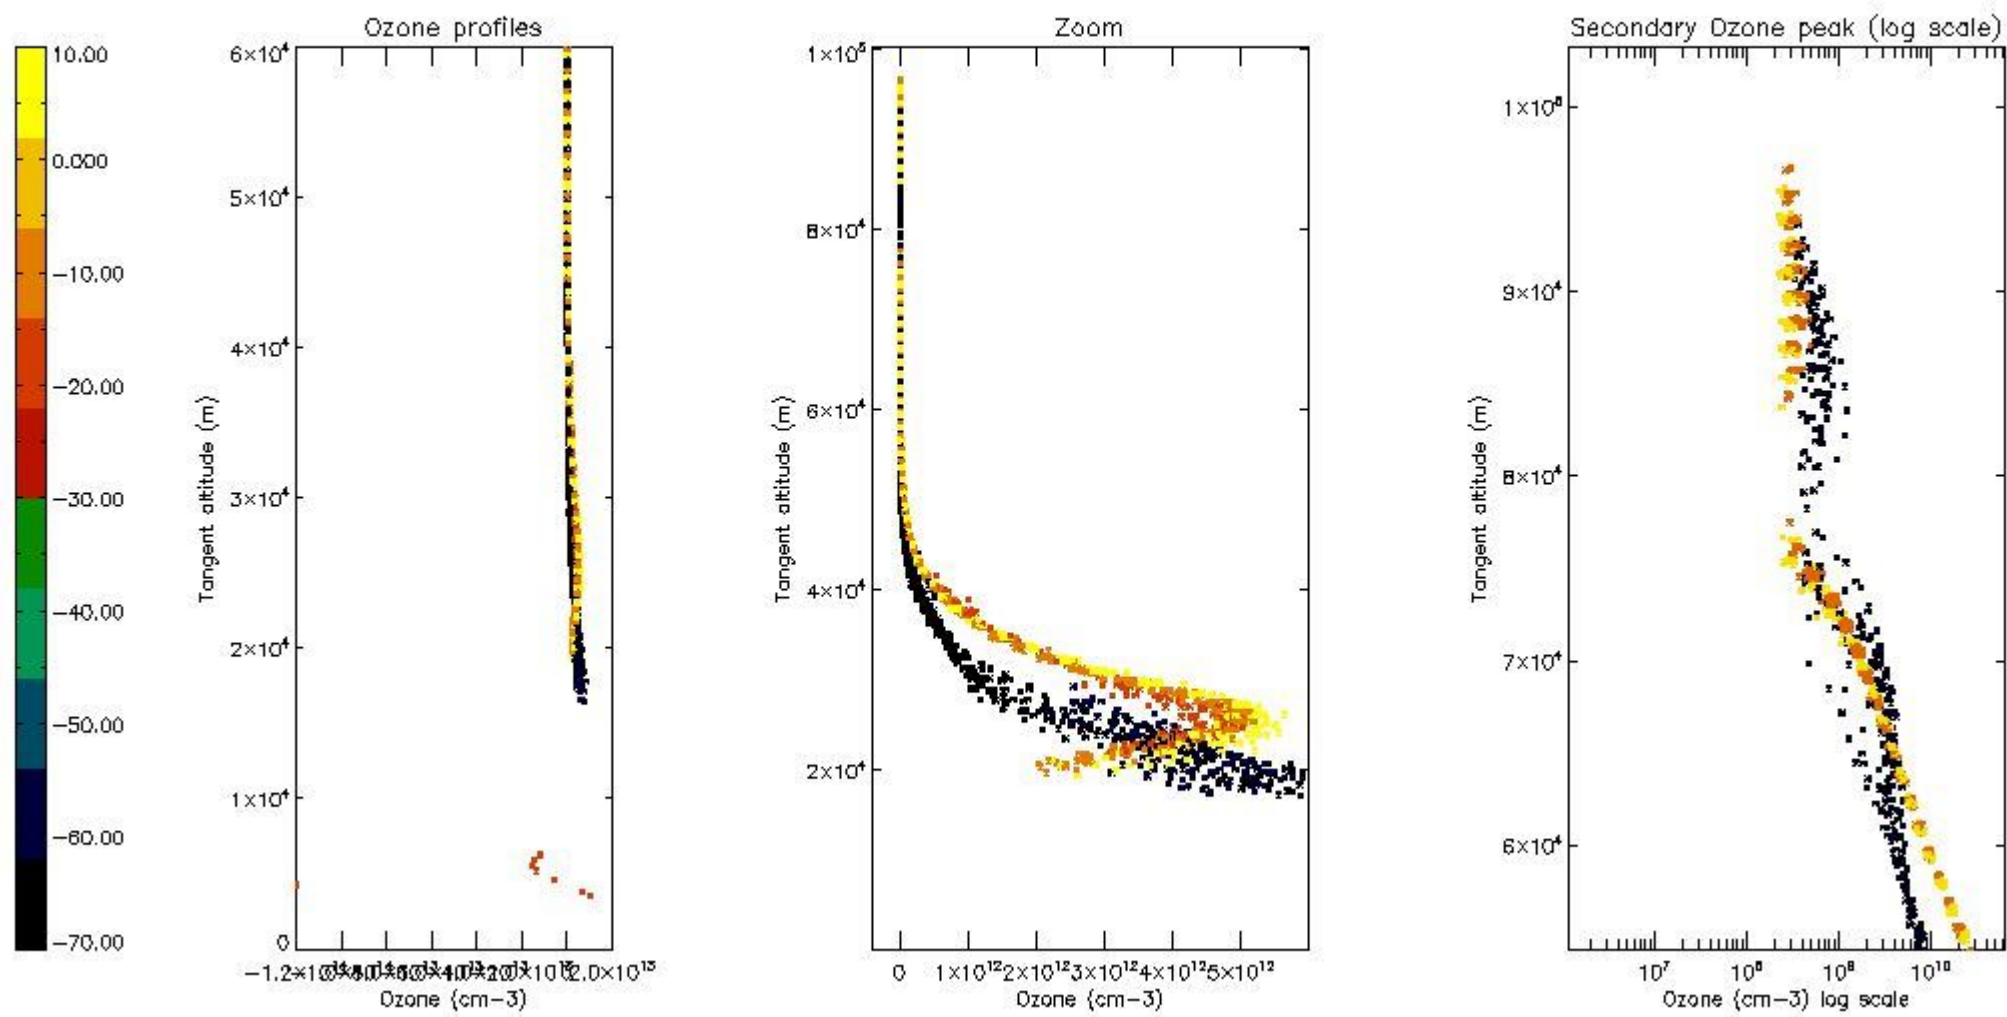 Ozone profiles
Zoom
Secondary Ozone peak (log scale)
10.00
0.000
−10.00
−20.00
−30.00
−40.00
−50.00
−60.00
−70.00
Tangent altitude (m)
6×10⁴
5×10⁴
4×10⁴
3×10⁴
2×10⁴
1×10⁴
0
2.0×10¹³
Ozone (cm−3)
Tangent altitude (m)
1×10⁵
8×10⁴
6×10⁴
4×10⁴
2×10⁴
0 1×10¹² 2×10¹² 3×10¹² 4×10¹² 5×10¹²
Ozone (cm−3)
Tangent altitude (m)
1×10⁵
9×10⁴
8×10⁴
7×10⁴
6×10⁴
10⁷ 10⁸ 10⁹ 10¹⁰
Ozone (cm−3) log scale